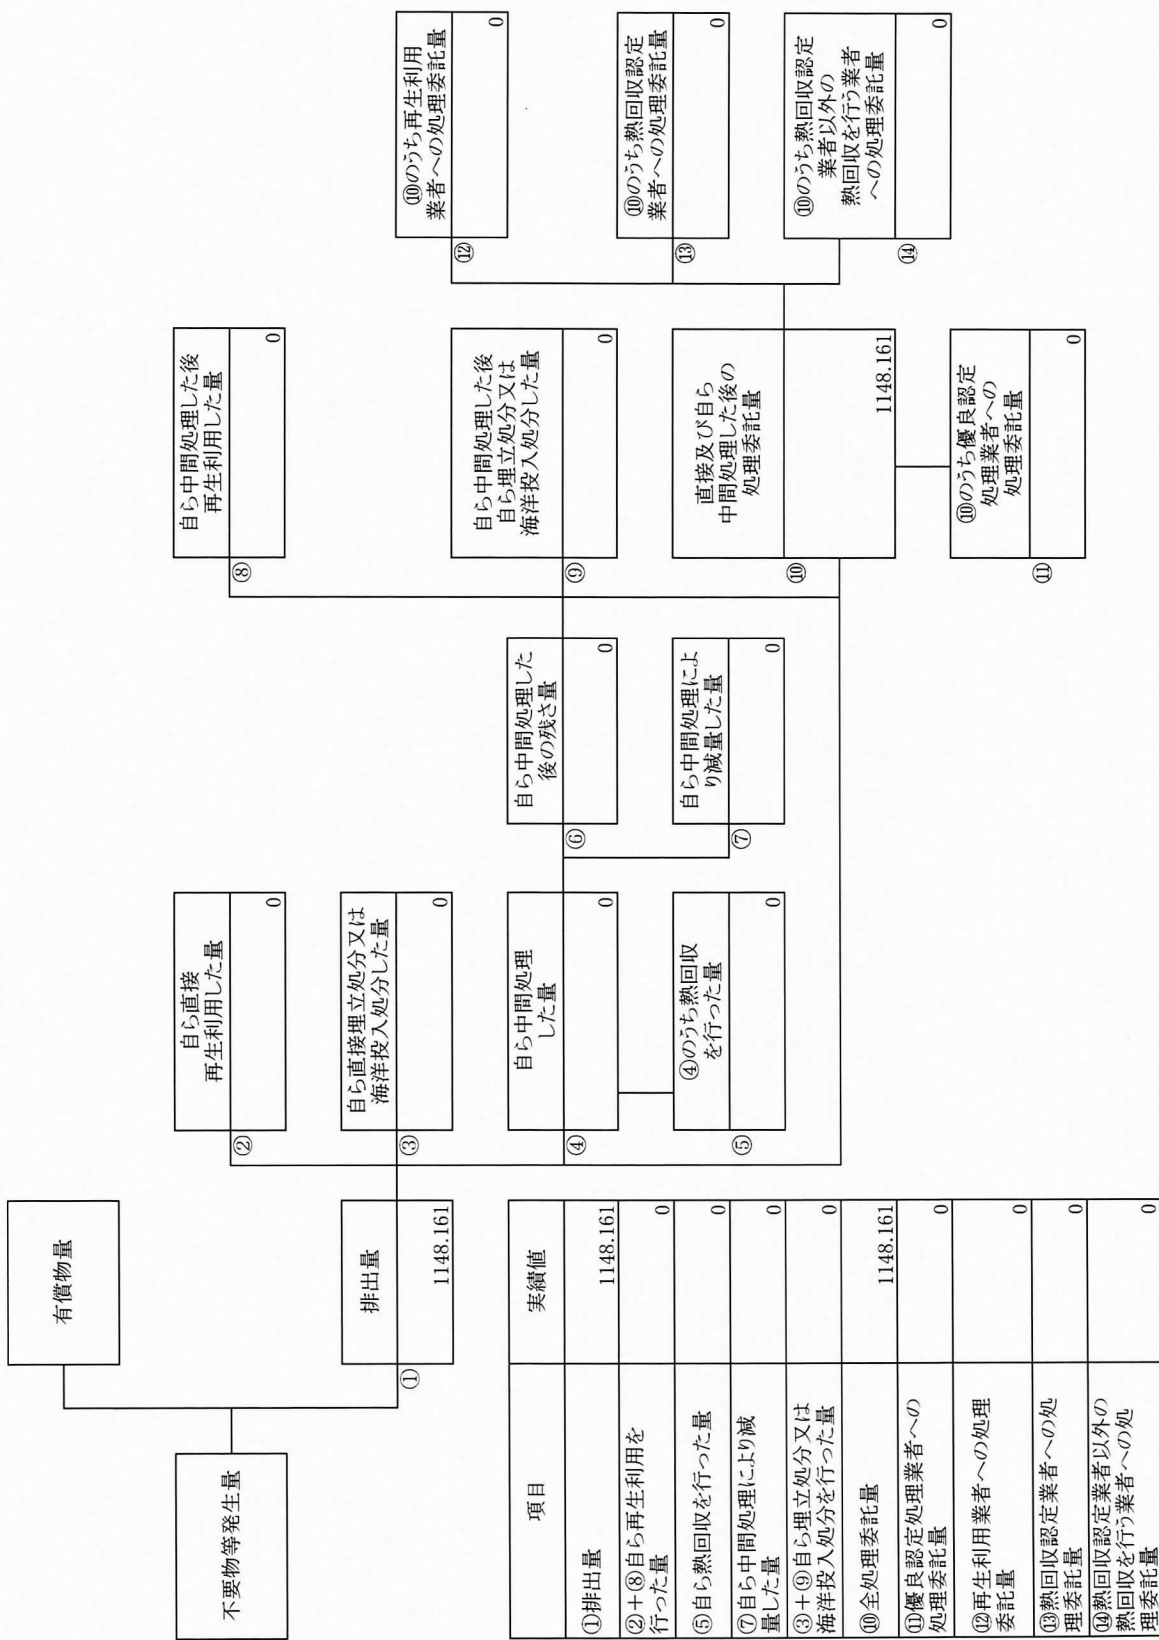 不要物等発生量
有償物量
①
排出量
1148.161
②
自ら直接
再生利用した量
0
③
自ら直接埋立処分又は
海洋投入処分した量
0
④
自ら中間処理
した量
0
⑤
④のうち熱回収
を行った量
0
⑥
自ら中間処理した
後の残さ量
0
⑦
自ら中間処理によ
り減量した量
0
⑧
自ら中間処理した後
再生利用した量
0
⑨
自ら中間処理した後
自ら埋立処分又は
海洋投入処分した量
0
⑩
直接及び自ら
中間処理した後の
処理委託量
1148.161
⑪
⑩のうち優良認定
処理業者への
処理委託量
0
⑫
⑩のうち再生利用
業者への処理委託量
0
⑬
⑩のうち熱回収認定
業者への処理委託量
0
⑭
⑩のうち熱回収認定
業者以外の
熱回収を行う業者
への処理委託量
0
項目 実績値
①排出量 1148.161
②+⑧自ら再生利用を
行った量 0
⑤自ら熱回収を行った量 0
⑦自ら中間処理により減
量した量 0
③+⑨自ら埋立処分又は
海洋投入処分を行った量 0
⑩全処理委託量 1148.161
⑪優良認定処理業者への
処理委託量 0
⑫再生利用業者への処理
委託量 0
⑬熱回収認定業者への処
理委託量 0
⑭熱回収認定業者以外の
熱回収を行う業者への処
理委託量 0